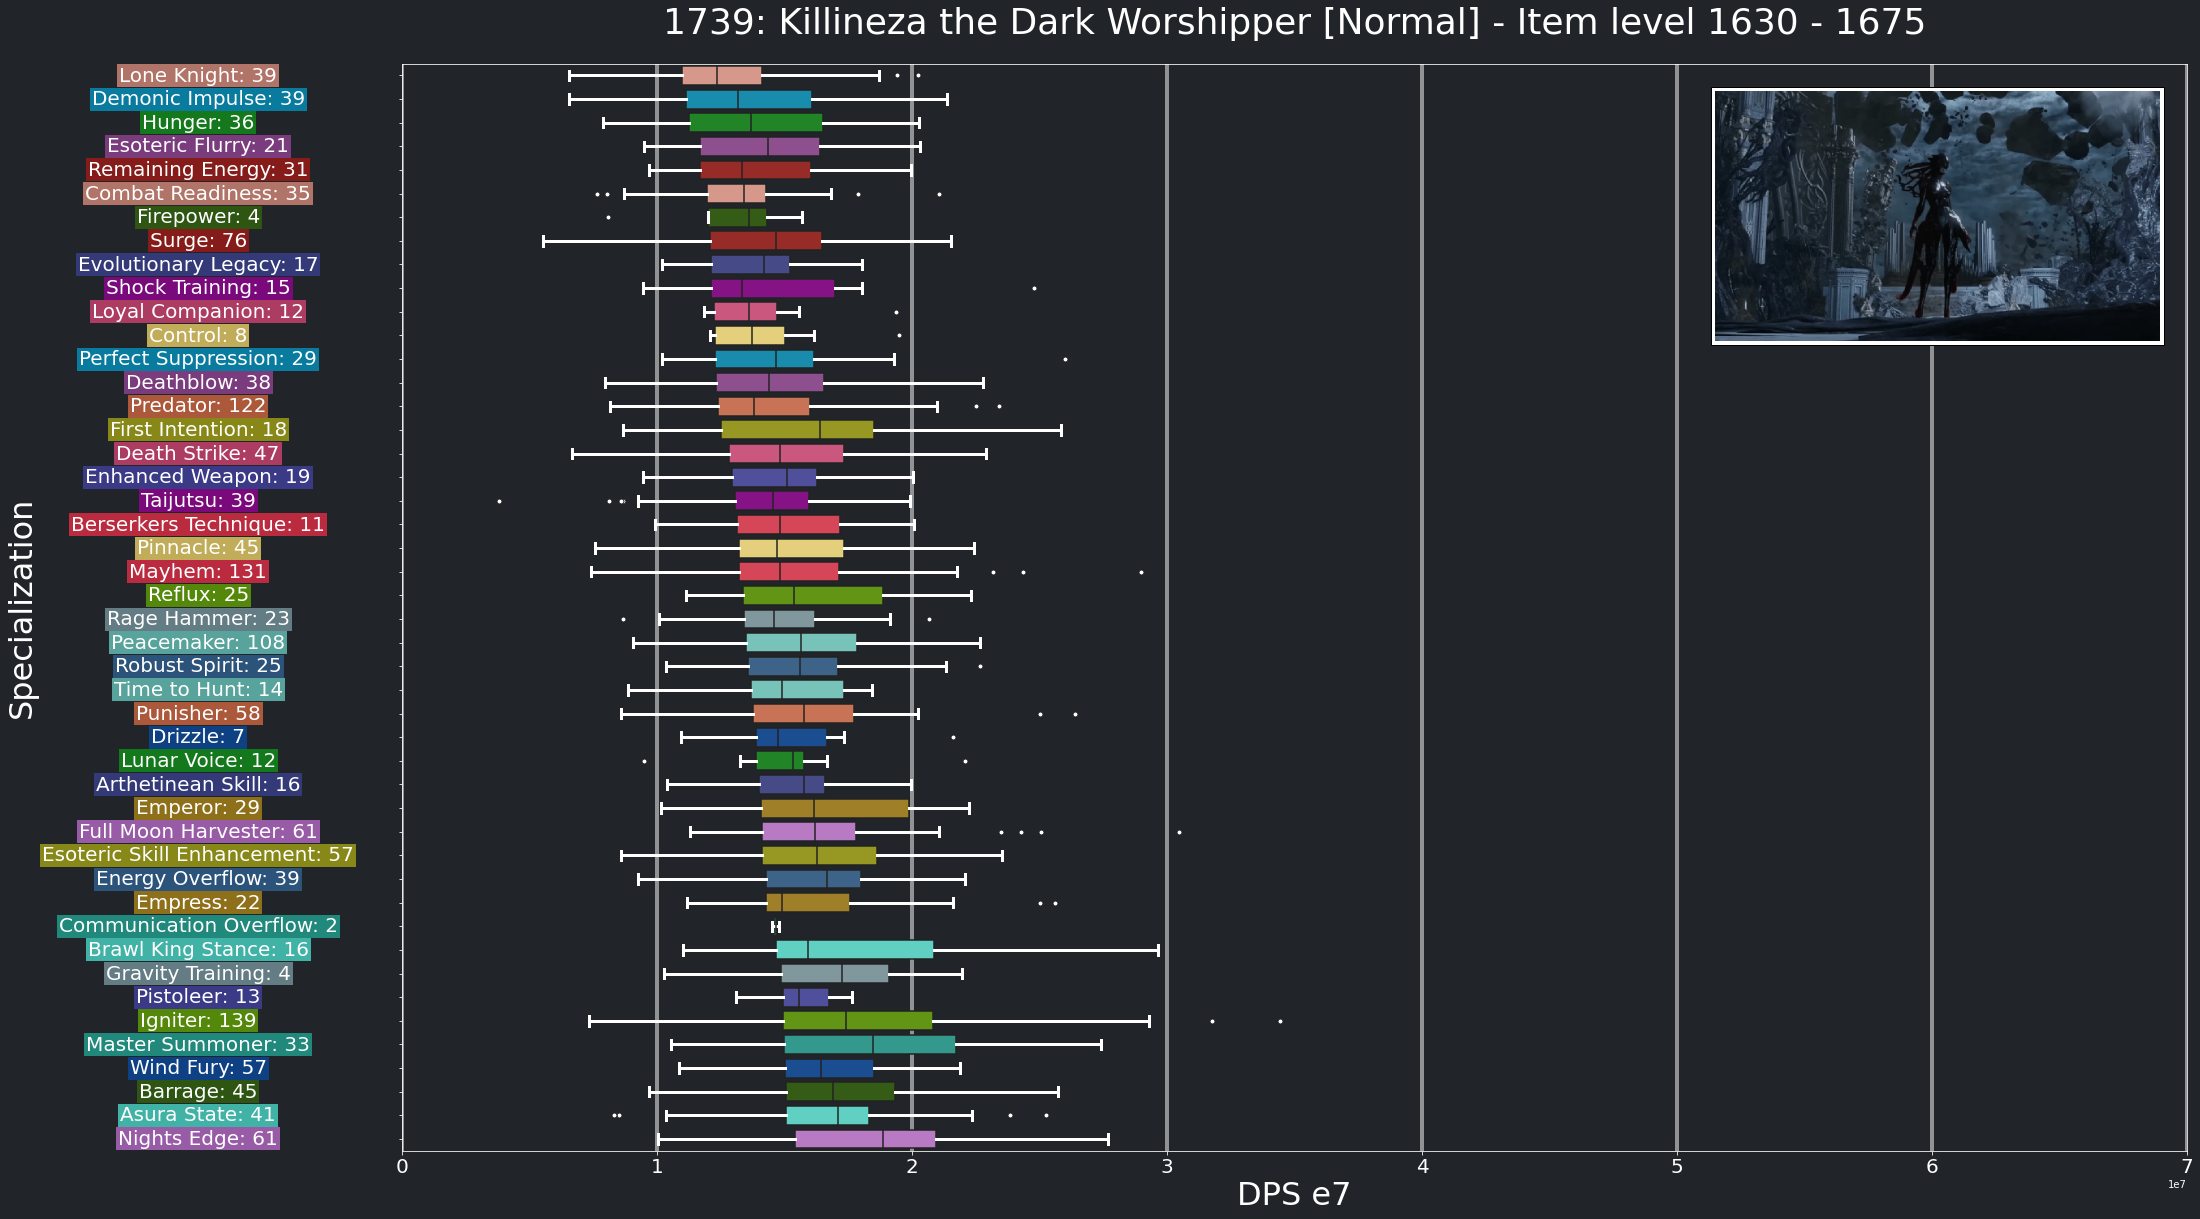 1739: Killineza the Dark Worshipper [Normal] - Item level 1630 - 1675
Specialization
Lone Knight: 39
Demonic Impulse: 39
Hunger: 36
Esoteric Flurry: 21
Remaining Energy: 31
Combat Readiness: 35
Firepower: 4
Surge: 76
Evolutionary Legacy: 17
Shock Training: 15
Loyal Companion: 12
Control: 8
Perfect Suppression: 29
Deathblow: 38
Predator: 122
First Intention: 18
Death Strike: 47
Enhanced Weapon: 19
Taijutsu: 39
Berserkers Technique: 11
Pinnacle: 45
Mayhem: 131
Reflux: 25
Rage Hammer: 23
Peacemaker: 108
Robust Spirit: 25
Time to Hunt: 14
Punisher: 58
Drizzle: 7
Lunar Voice: 12
Arthetinean Skill: 16
Emperor: 29
Full Moon Harvester: 61
Esoteric Skill Enhancement: 57
Energy Overflow: 39
Empress: 22
Communication Overflow: 2
Brawl King Stance: 16
Gravity Training: 4
Pistoleer: 13
Igniter: 139
Master Summoner: 33
Wind Fury: 57
Barrage: 45
Asura State: 41
Nights Edge: 61
0 1 2 3 4 5 6 7
1e7
DPS e7